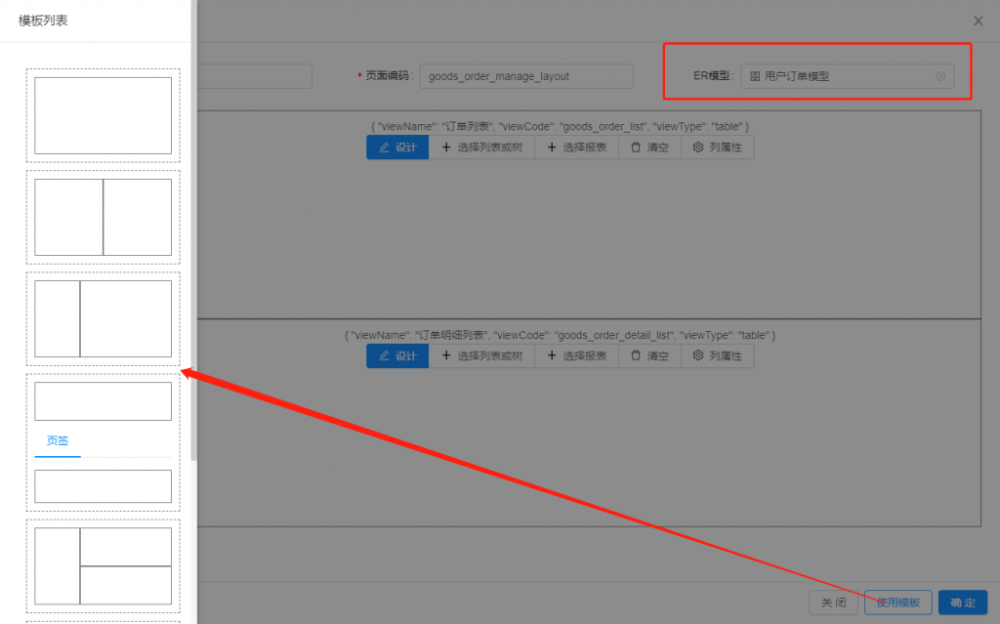 模板列表
* 页面编码: goods_order_manage_layout ER模型: 用户订单模型
{ "viewName": "订单列表", "viewCode": "goods_order_list", "viewType": "table" }
设计 + 选择列表或树 + 选择报表 清空 列属性
{ "viewName": "订单明细列表", "viewCode": "goods_order_detail_list", "viewType": "table" }
设计 + 选择列表或树 + 选择报表 清空 列属性
页签
关 闭 使用模板 确 定